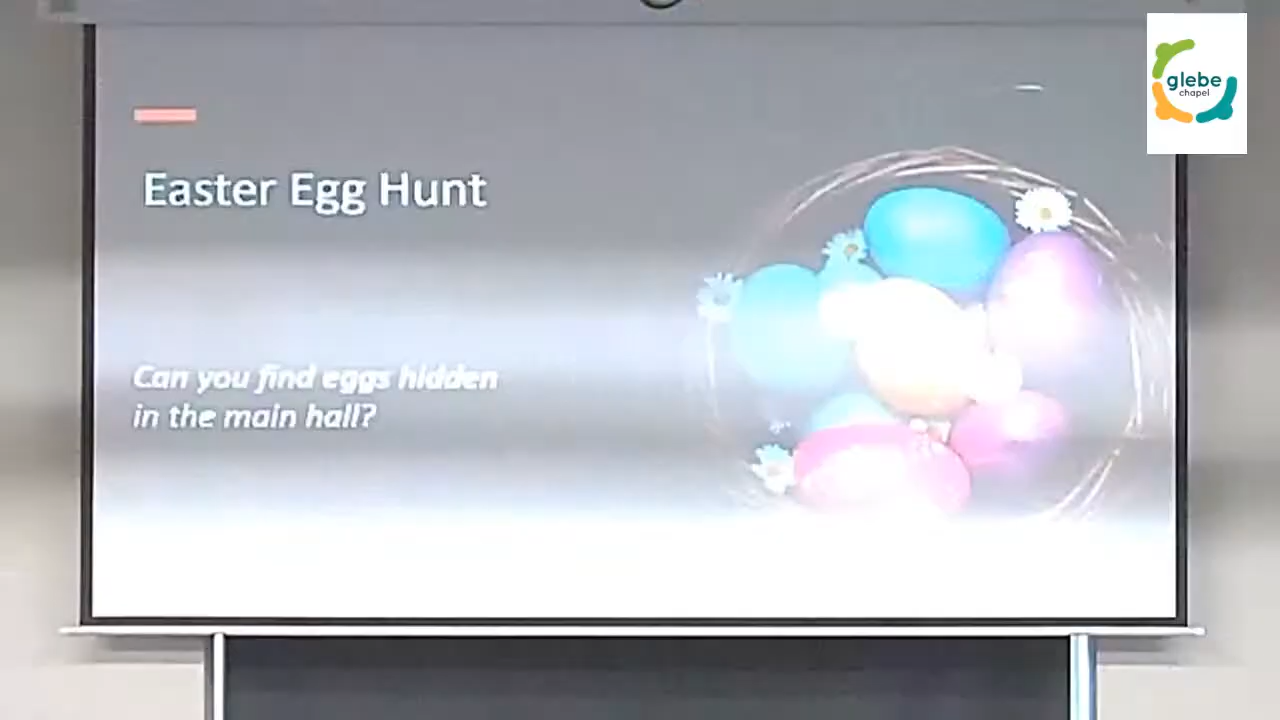 glebe
chapel
Easter Egg Hunt
Can you find eggs hidden
in the main hall?